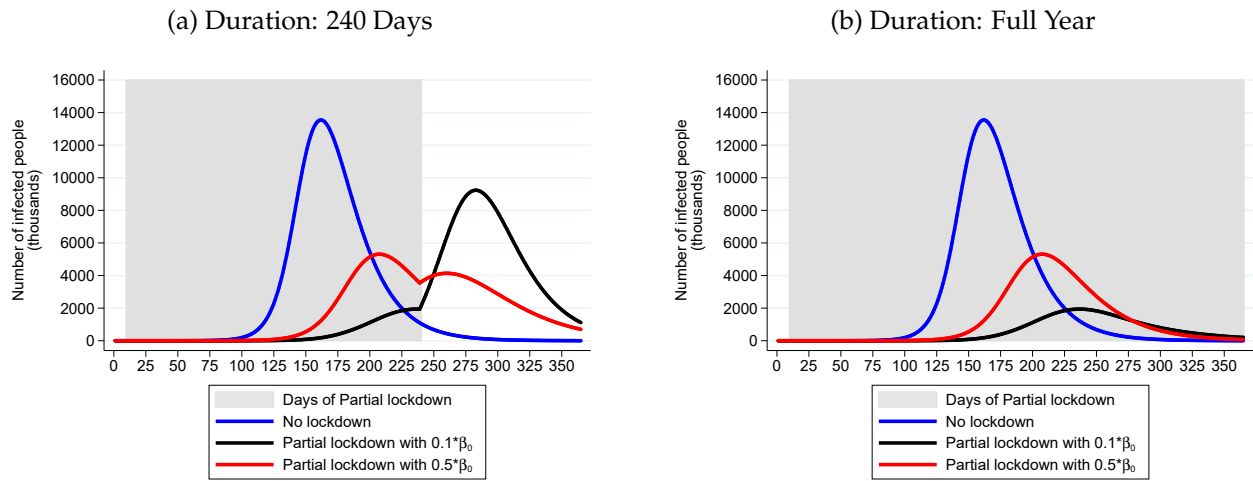 (a) Duration: 240 Days
Number of infected people
(thousands)
16000
14000
12000
10000
8000
6000
4000
2000
0
0 25 50 75 100 125 150 175 200 225 250 275 300 325 350
Days of Partial lockdown
No lockdown
Partial lockdown with 0.1*β₀
Partial lockdown with 0.5*β₀
(b) Duration: Full Year
Number of infected people
(thousands)
16000
14000
12000
10000
8000
6000
4000
2000
0
0 25 50 75 100 125 150 175 200 225 250 275 300 325 350
Days of Partial lockdown
No lockdown
Partial lockdown with 0.1*β₀
Partial lockdown with 0.5*β₀